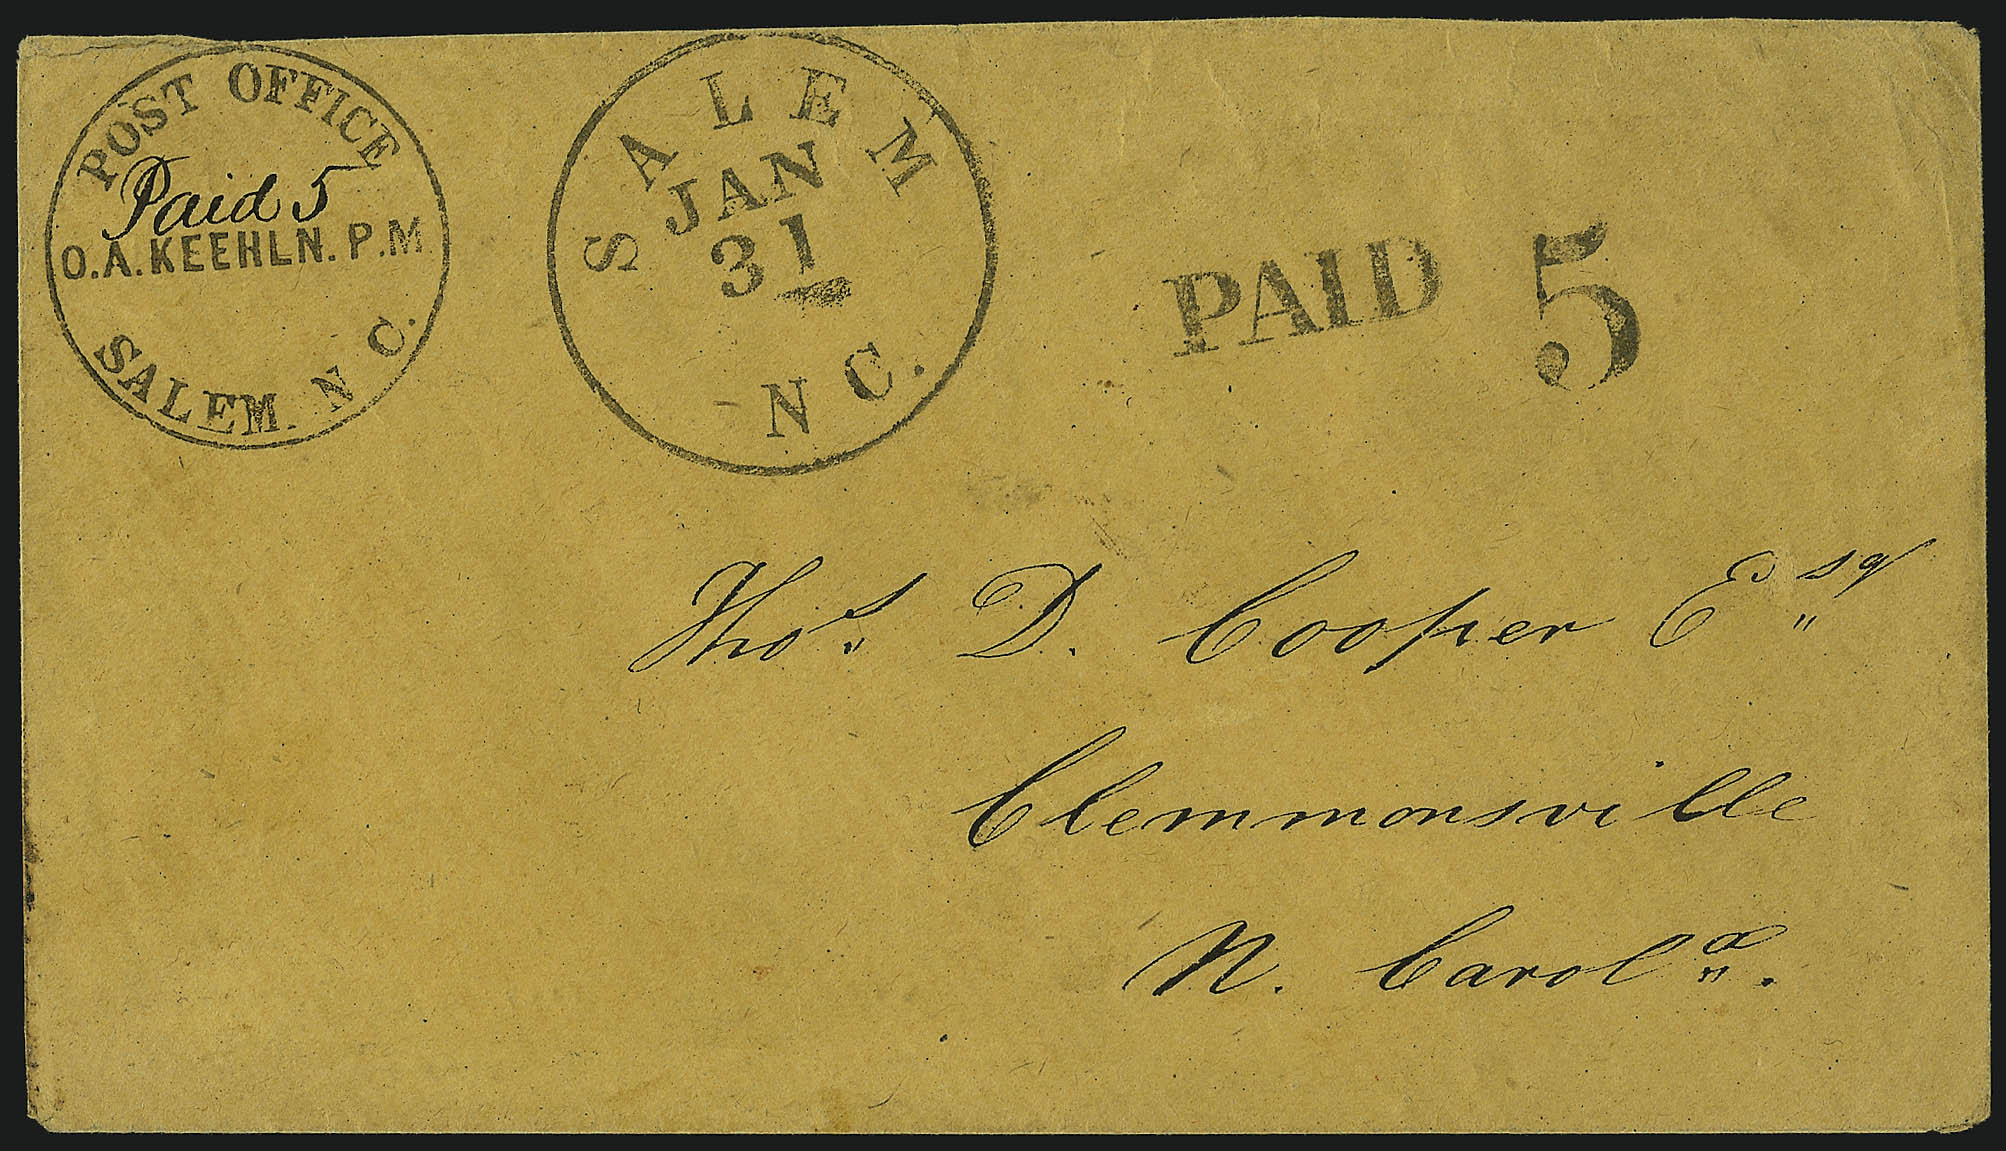 POST OFFICE
Paid 5
O.A.KEEHLN. P.M
SALEM. N C.
SALEM
JAN
31
N C.
PAID 5
Thos. D. Cooper Esq
Clemmonsville
N. Carola.